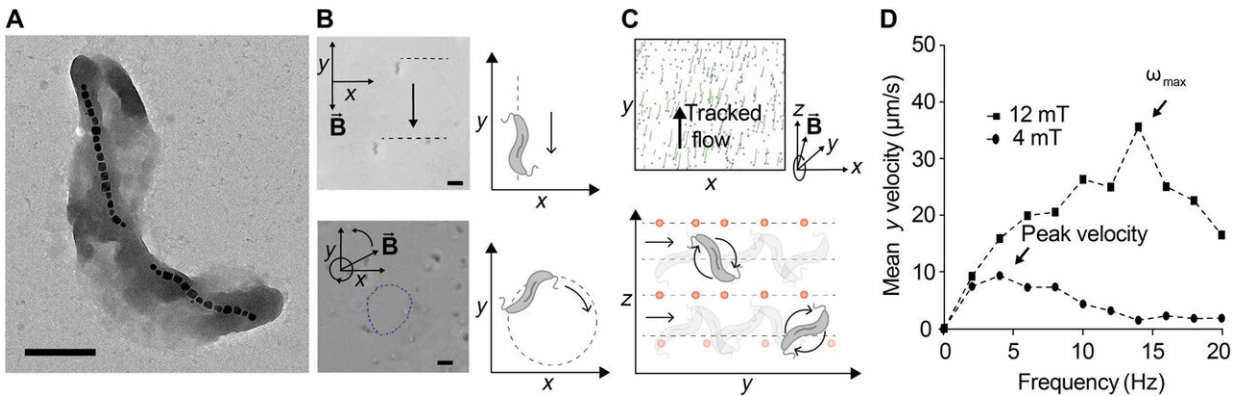 A
B
y
x
B
y
x
y
B
x
y
x
C
y
Tracked
flow
x
z
B
y
x
z
y
D
Mean y velocity (µm/s)
50
40
30
20
10
0
ω max
12 mT
4 mT
Peak velocity
0
5
10
15
20
Frequency (Hz)